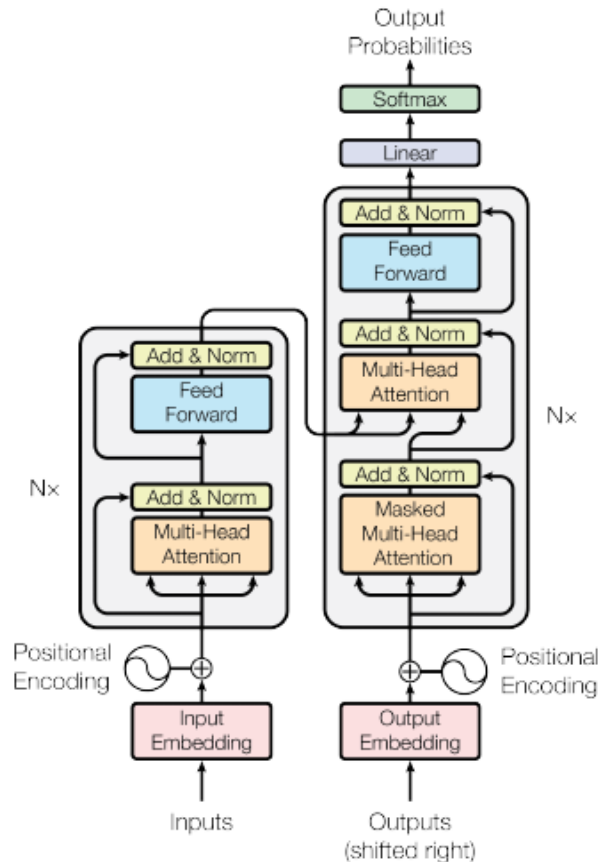 Output
Probabilities
Softmax
Linear
Add & Norm
Feed
Forward
Add & Norm
Multi-Head
Attention
Add & Norm
Masked
Multi-Head
Attention
N×
Add & Norm
Feed
Forward
Add & Norm
Multi-Head
Attention
N×
Positional
Encoding
Positional
Encoding
Input
Embedding
Output
Embedding
Inputs
Outputs
(shifted right)